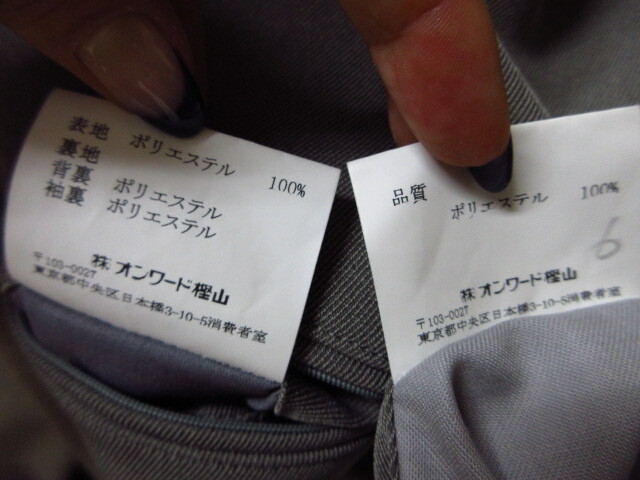 表地 ポリエステル 100%
裏地
背裏 ポリエステル
袖裏 ポリエステル
㈱オンワード樫山
〒103-0027
東京都中央区日本橋3-10-5消費者室
品質 ポリエステル 100%
6
㈱オンワード樫山
〒103-0027
東京都中央区日本橋3-10-5消費者室